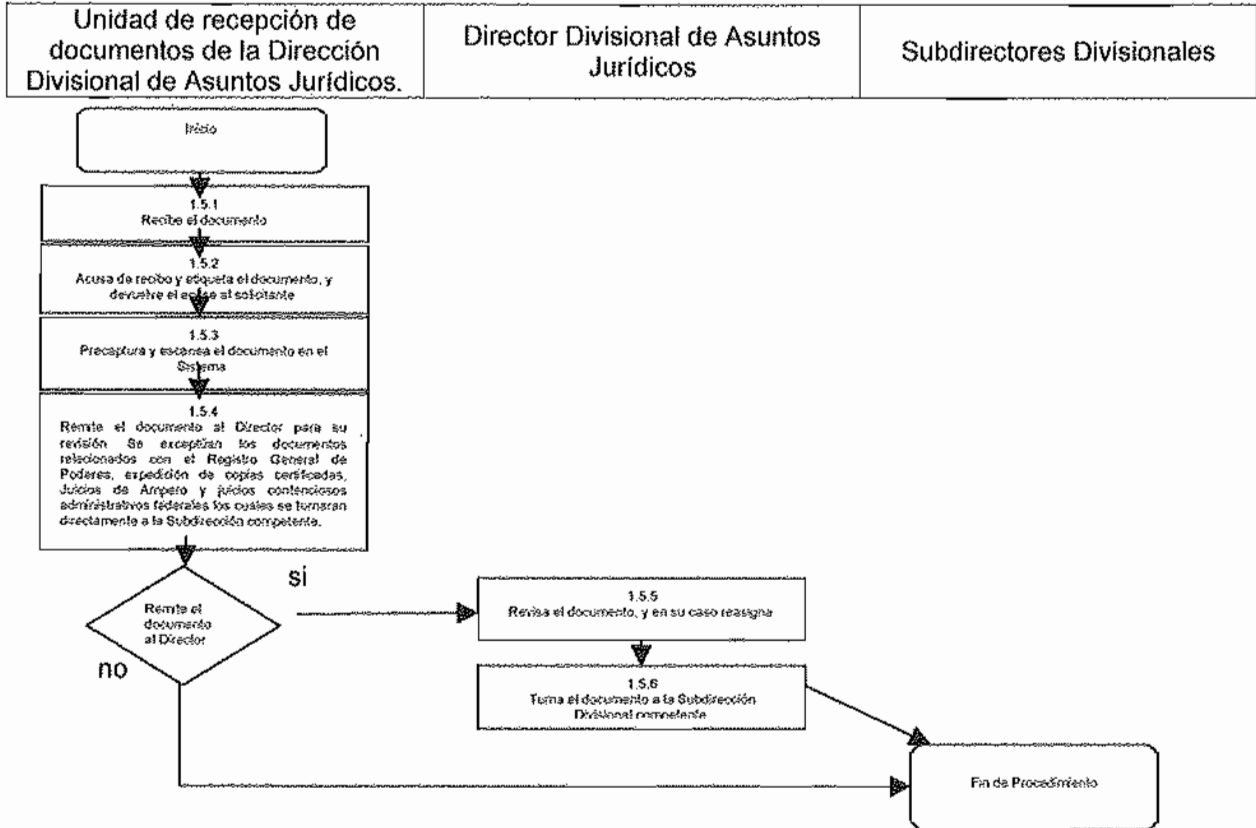 Unidad de recepción de
documentos de la Dirección
Divisional de Asuntos Jurídicos.
Director Divisional de Asuntos
Jurídicos
Subdirectores Divisionales
Inicio
1.5.1
Recibe el documento
1.5.2
Acusa de recibo y etiqueta el documento, y
devuelve el acuse al solicitante
1.5.3
Precaptura y escanea el documento en el
Sistema
1.5.4
Remite el documento al Director para su
revisión. Se exceptúan los documentos
relacionados con el Registro General de
Poderes, expedición de copias certificadas,
Juicios de Amparo y juicios contenciosos
administrativos federales los cuales se turnaran
directamente a la Subdirección competente.
si
Remite el
documento
al Director
no
1.5.5
Revisa el documento, y en su caso reasigna
1.5.6
Turna el documento a la Subdirección
Divisional competente
Fin de Procedimiento